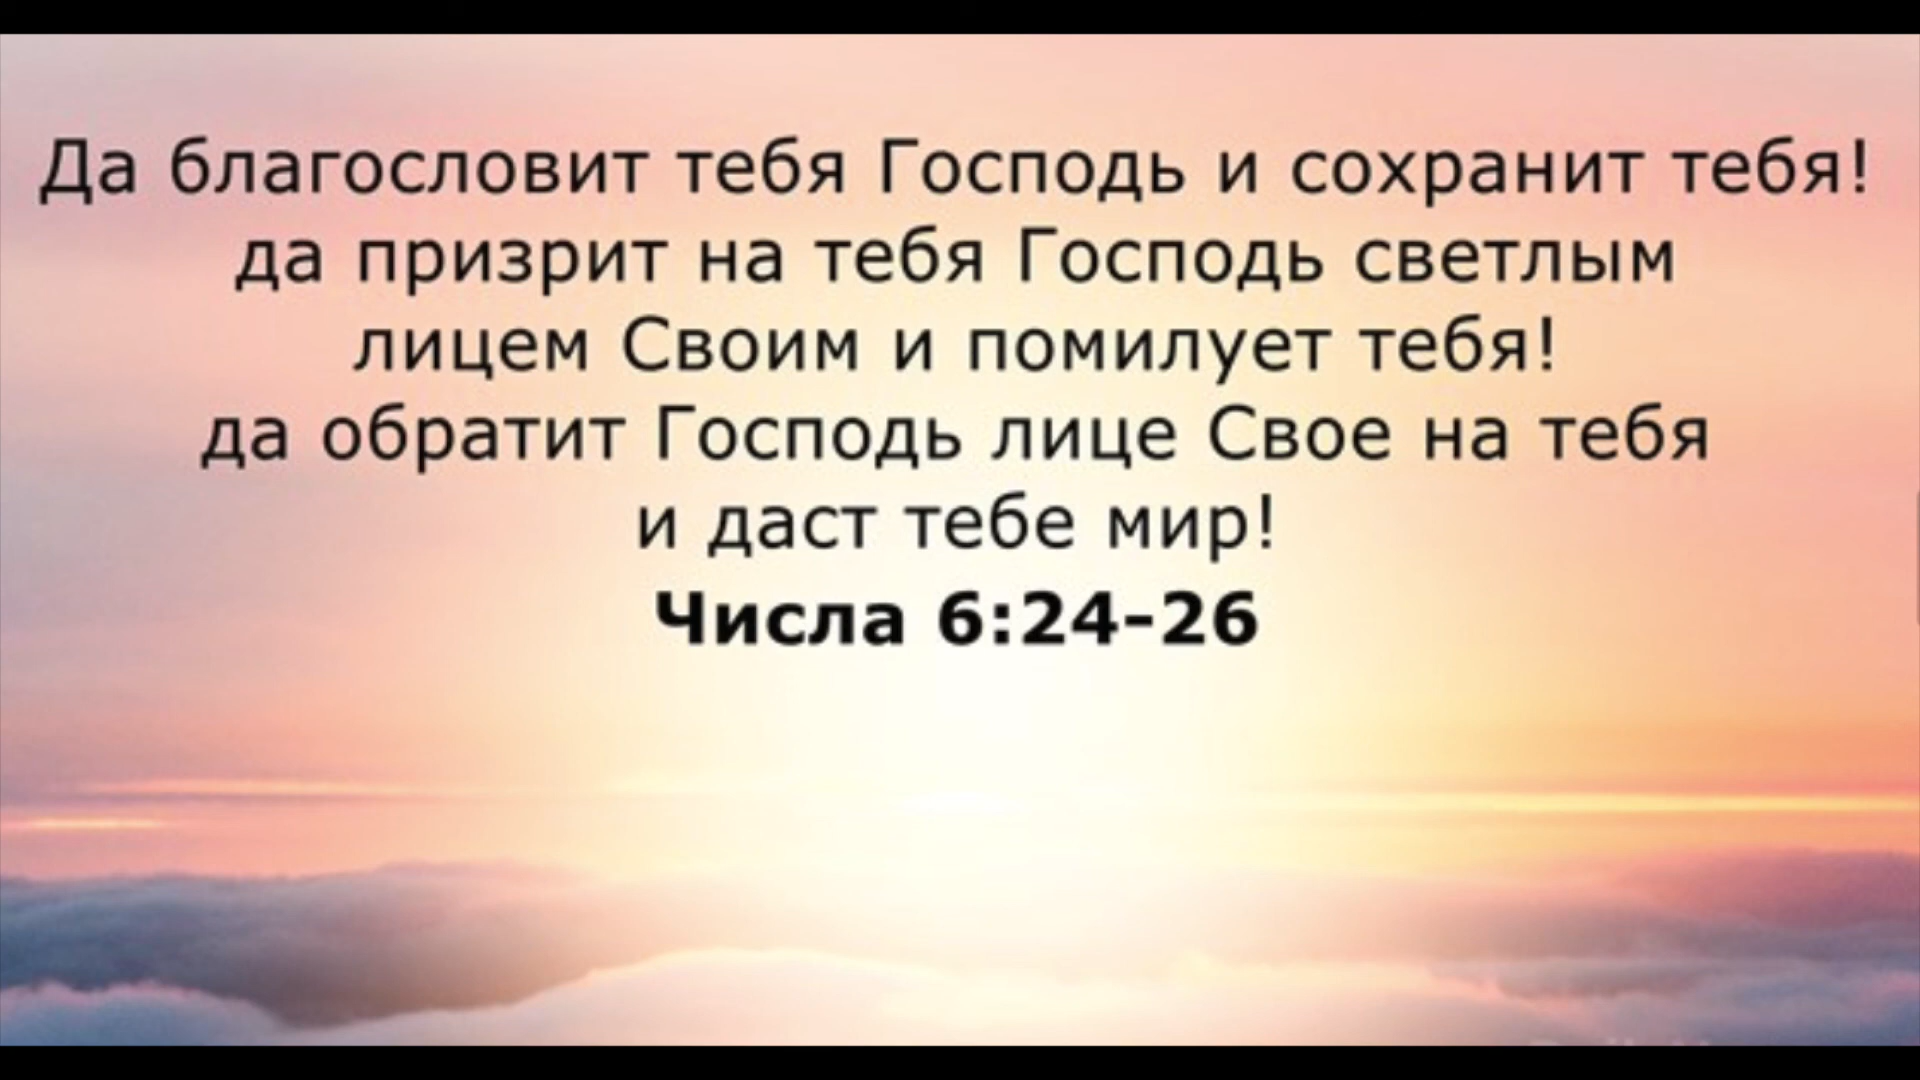 Да благословит тебя Господь и сохранит тебя!
да призрит на тебя Господь светлым
лицем Своим и помилует тебя!
да обратит Господь лице Свое на тебя
и даст тебе мир!
Числа 6:24-26